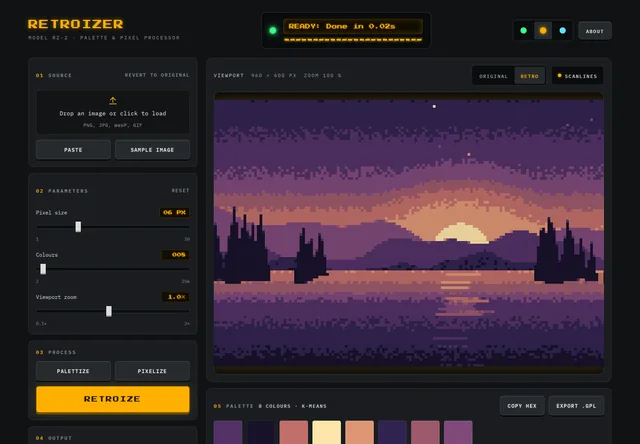 RETROIZER
MODEL RZ-2 · PALETTE & PIXEL PROCESSOR
READY: Done in 0.02s
ABOUT
01 SOURCE
REVERT TO ORIGINAL
Drop an image or click to load
PNG, JPG, WebP, GIF
PASTE
SAMPLE IMAGE
02 PARAMETERS
RESET
Pixel size
06 PX
1
Colours
008
2
256
Viewport zoom
1.0×
0.5×
2×
03 PROCESS
PALETTIZE
PIXELIZE
RETROIZE
04 OUTPUT
VIEWPORT 960 × 600 PX ZOOM 100 %
ORIGINAL
RETRO
SCANLINES
05 PALETTE 8 COLOURS · K-MEANS
COPY HEX
EXPORT .GPL